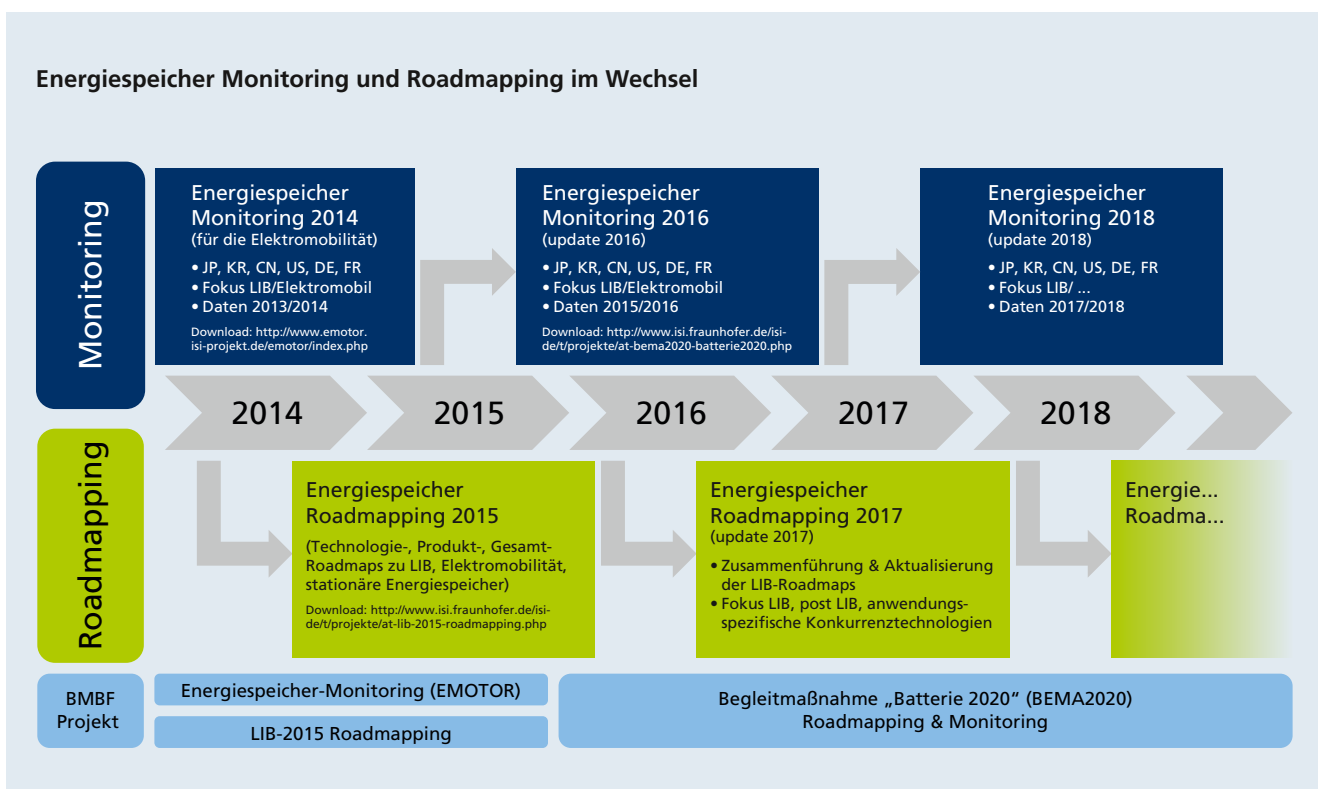 Energiespeicher Monitoring und Roadmapping im Wechsel
Monitoring
Energiespeicher
Monitoring 2014
(für die Elektromobilität)
• JP, KR, CN, US, DE, FR
• Fokus LIB/Elektromobil
• Daten 2013/2014
Download: http://www.emotor.
isi-projekt.de/emotor/index.php
Energiespeicher
Monitoring 2016
(update 2016)
• JP, KR, CN, US, DE, FR
• Fokus LIB/Elektromobil
• Daten 2015/2016
Download: http://www.isi.fraunhofer.de/isi-
de/t/projekte/at-bema2020-batterie2020.php
Energiespeicher
Monitoring 2018
(update 2018)
• JP, KR, CN, US, DE, FR
• Fokus LIB/ ...
• Daten 2017/2018
2014
2015
2016
2017
2018
Roadmapping
Energiespeicher
Roadmapping 2015
(Technologie-, Produkt-, Gesamt-
Roadmaps zu LIB, Elektromobilität,
stationäre Energiespeicher)
Download: http://www.isi.fraunhofer.de/isi-
de/t/projekte/at-lib-2015-roadmapping.php
Energiespeicher
Roadmapping 2017
(update 2017)
• Zusammenführung & Aktualisierung
der LIB-Roadmaps
• Fokus LIB, post LIB, anwendungs-
spezifische Konkurrenztechnologien
Energie...
Roadma...
BMBF
Projekt
Energiespeicher-Monitoring (EMOTOR)
LIB-2015 Roadmapping
Begleitmaßnahme „Batterie 2020“ (BEMA2020)
Roadmapping & Monitoring